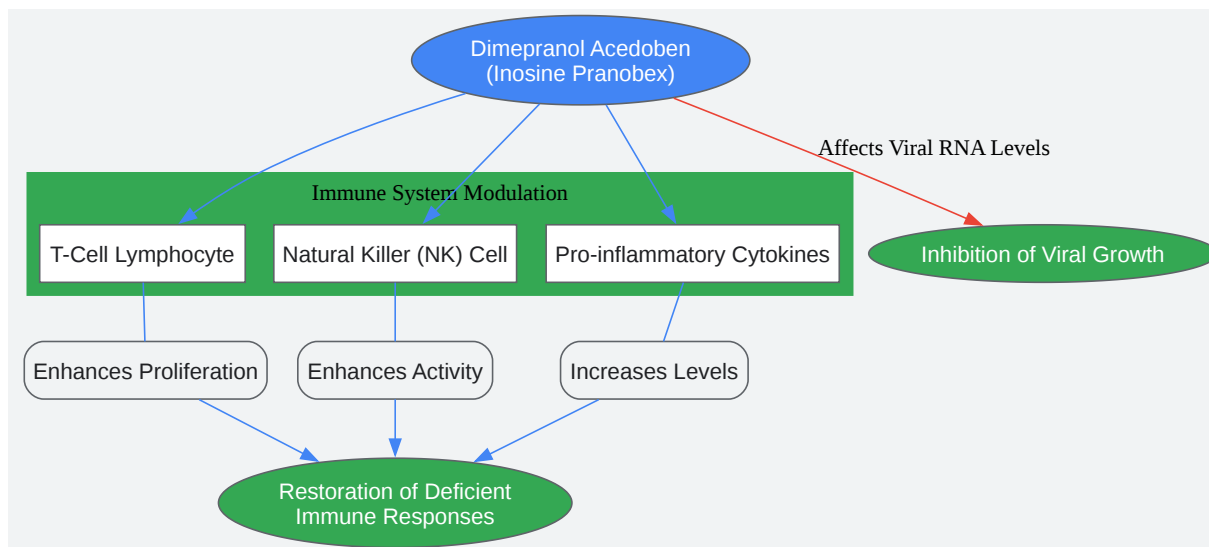 Dimepranol Acedoben
(Inosine Pranobex)
Affects Viral RNA Levels
Immune System Modulation
T-Cell Lymphocyte
Natural Killer (NK) Cell
Pro-inflammatory Cytokines
Inhibition of Viral Growth
Enhances Proliferation
Enhances Activity
Increases Levels
Restoration of Deficient
Immune Responses